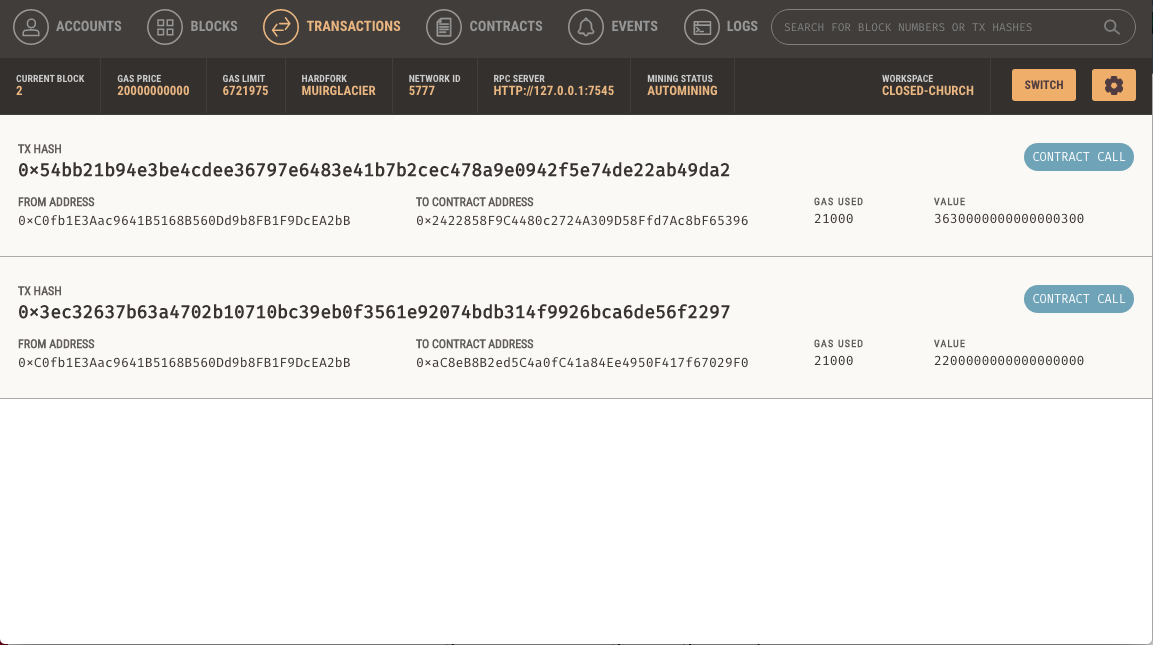 ACCOUNTS BLOCKS TRANSACTIONS CONTRACTS EVENTS LOGS SEARCH FOR BLOCK NUMBERS OR TX HASHES
CURRENT BLOCK GAS PRICE GAS LIMIT HARDFORK NETWORK ID RPC SERVER MINING STATUS WORKSPACE
2 20000000000 6721975 MUIRGLACIER 5777 HTTP://127.0.0.1:7545 AUTOMINING CLOSED-CHURCH SWITCH
TX HASH
0×54bb21b94e3be4cdee36797e6483e41b7b2cec478a9e0942f5e74de22ab49da2 CONTRACT CALL
FROM ADDRESS TO CONTRACT ADDRESS GAS USED VALUE
0×C0fb1E3Aac9641B5168B560Dd9b8FB1F9DcEA2bB 0×2422858F9C4480c2724A309D58Ffd7Ac8bF65396 21000 3630000000000000300
TX HASH
0×3ec32637b63a4702b10710bc39eb0f3561e92074bdb314f9926bca6de56f2297 CONTRACT CALL
FROM ADDRESS TO CONTRACT ADDRESS GAS USED VALUE
0×C0fb1E3Aac9641B5168B560Dd9b8FB1F9DcEA2bB 0×aC8eB8B2ed5C4a0fC41a84Ee4950F417f67029F0 21000 2200000000000000000